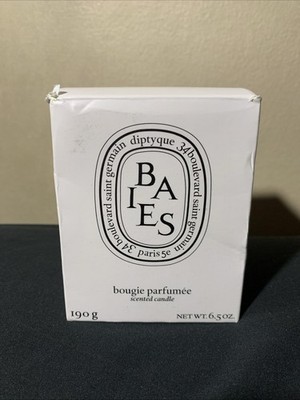 diptyque 34 boulevard saint germain
34 boulevard saint germain
paris 5e
BA
IES
bougie parfumée
scented candle
190 g
NET WT. 6.5 OZ.